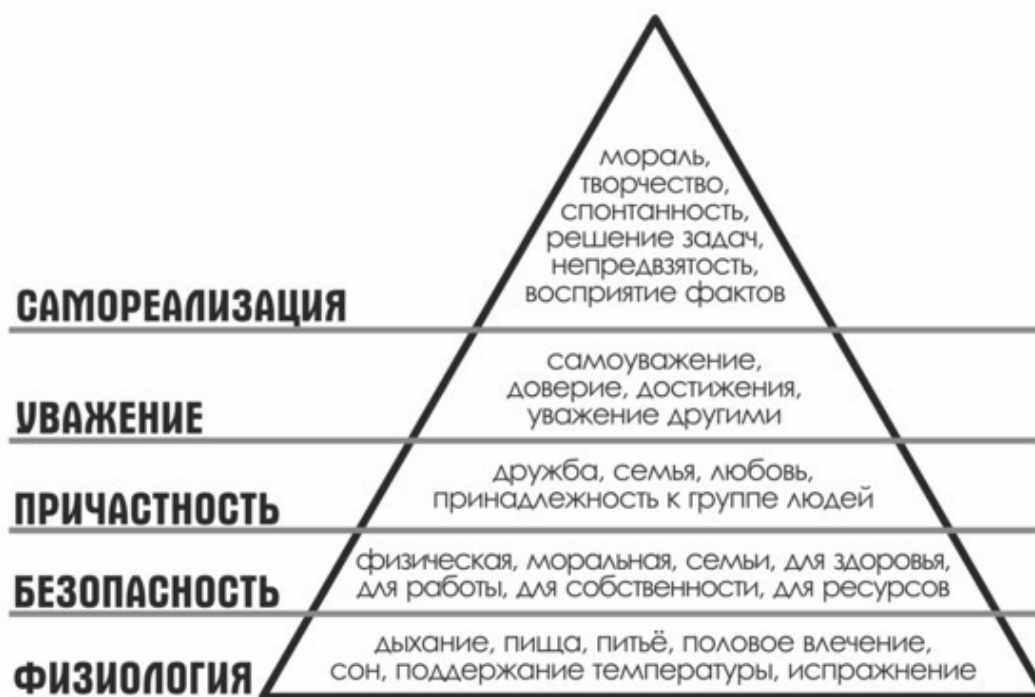 мораль,
творчество,
спонтанность,
решение задач,
непредвзятость,
восприятие фактов
САМОРЕАЛИЗАЦИЯ
самоуважение,
доверие, достижения,
уважение другими
УВАЖЕНИЕ
дружба, семья, любовь,
принадлежность к группе людей
ПРИЧАСТНОСТЬ
физическая, моральная, семьи, для здоровья,
для работы, для собственности, для ресурсов
БЕЗОПАСНОСТЬ
дыхание, пища, питьё, половое влечение,
сон, поддержание температуры, испражнение
ФИЗИОЛОГИЯ